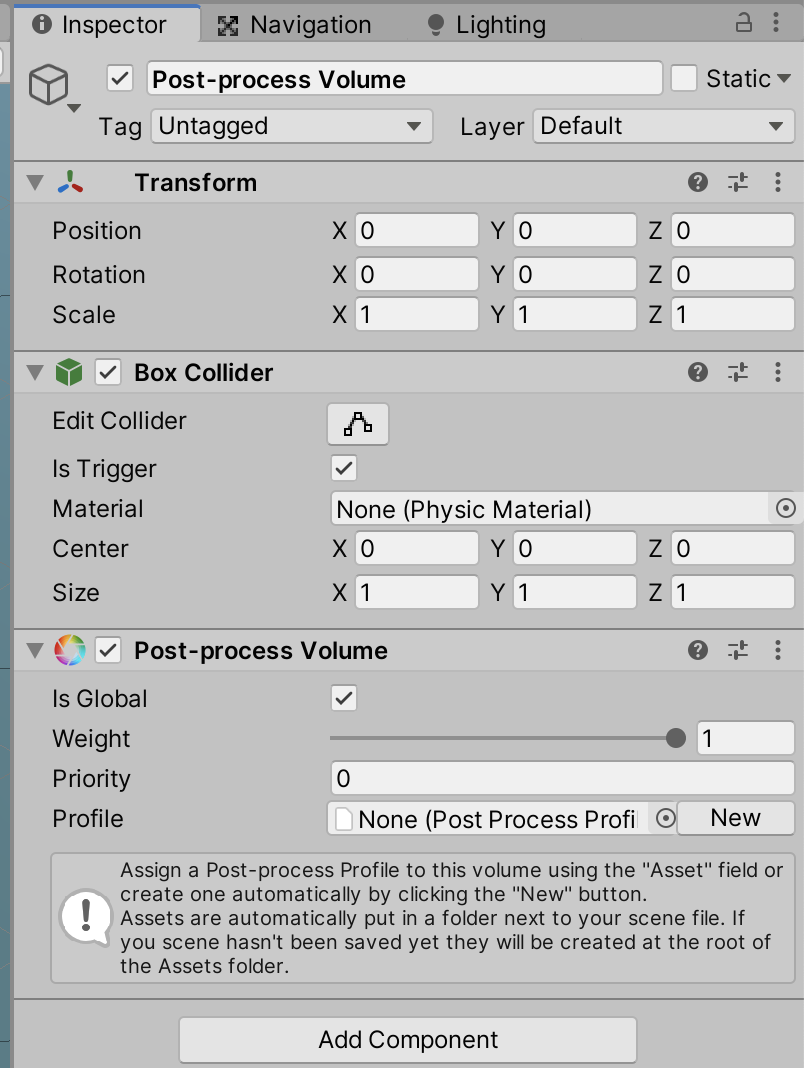 Inspector Navigation Lighting
Post-process Volume Static
Tag Untagged Layer Default
Transform
Position X 0 Y 0 Z 0
Rotation X 0 Y 0 Z 0
Scale X 1 Y 1 Z 1
Box Collider
Edit Collider
Is Trigger
Material None (Physic Material)
Center X 0 Y 0 Z 0
Size X 1 Y 1 Z 1
Post-process Volume
Is Global
Weight 1
Priority 0
Profile None (Post Process Profi New
Assign a Post-process Profile to this volume using the "Asset" field or
create one automatically by clicking the "New" button.
Assets are automatically put in a folder next to your scene file. If
you scene hasn't been saved yet they will be created at the root of
the Assets folder.
Add Component